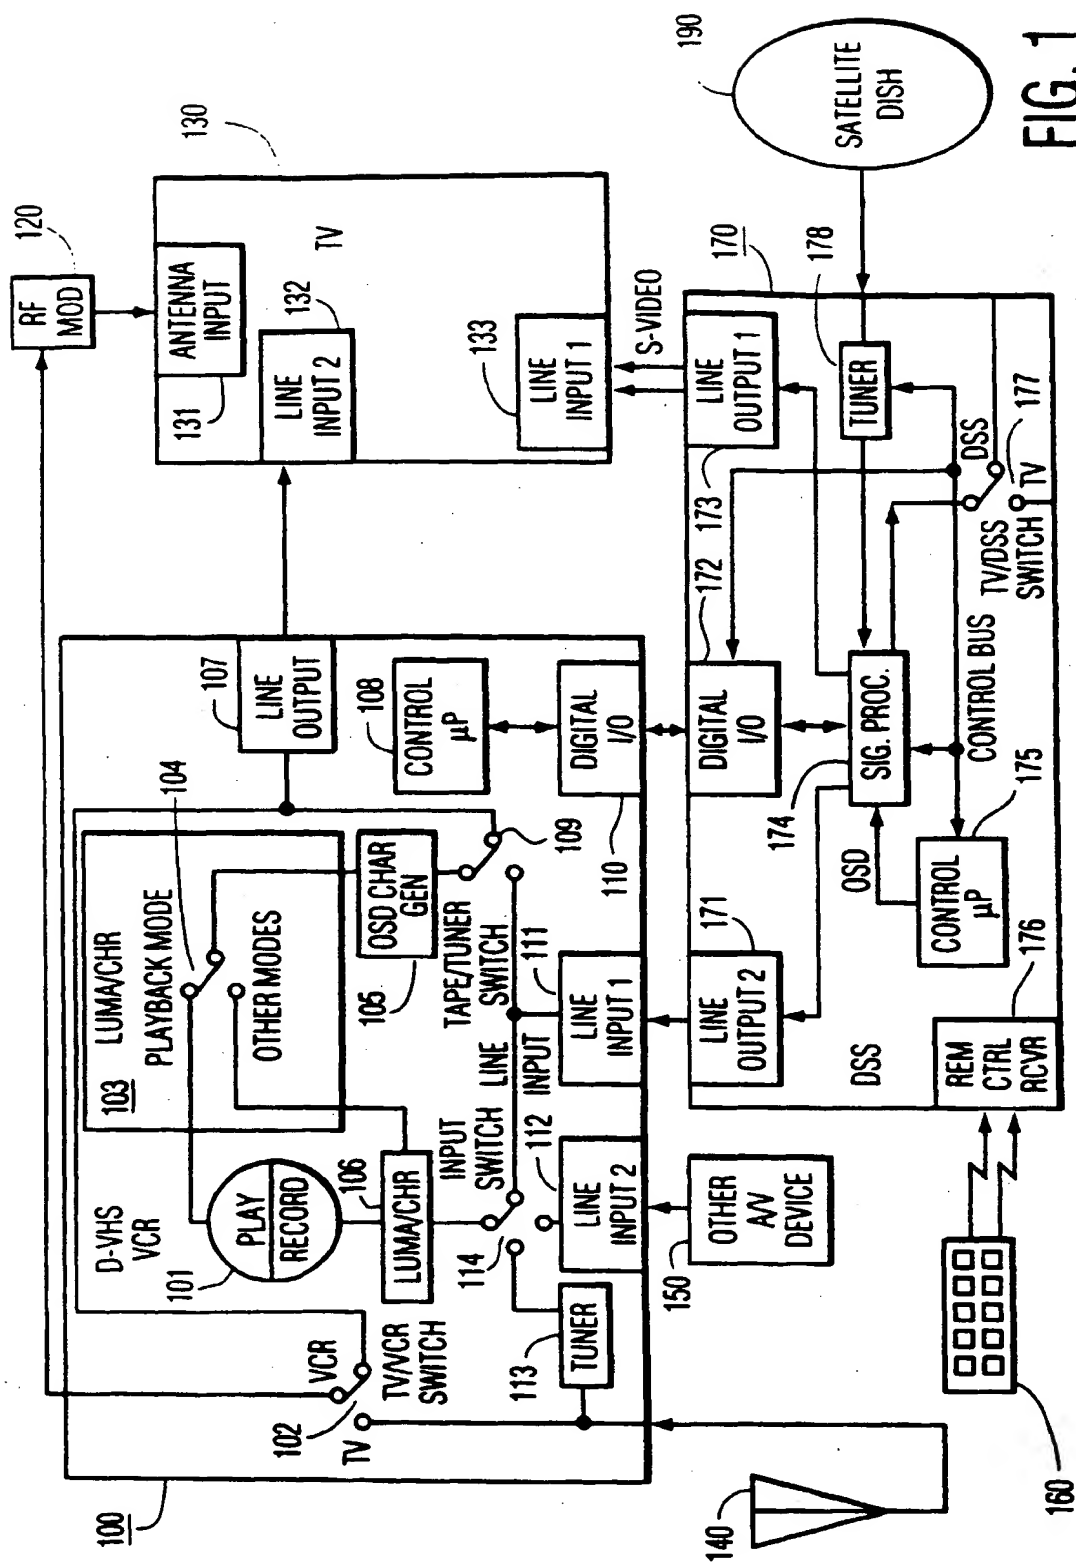 100
D-VHS
VCR
101
PLAY
RECORD
VCR
TV/VCR
SWITCH
102
TV
LUMA/CHR
PLAYBACK MODE
104
103
OTHER MODES
106
LUMA/CHR
OSD CHAR
GEN
105
107
LINE
OUTPUT
108
CONTROL
µP
TAPE/TUNER
SWITCH
109
INPUT
SWITCH
114
LINE
INPUT
113
TUNER
112
LINE
INPUT 2
111
LINE
INPUT 1
110
DIGITAL
I/O
120
RF
MOD
130
TV
ANTENNA
INPUT
131
132
LINE
INPUT 2
133
LINE
INPUT 1
S-VIDEO
140
150
OTHER
A/V
DEVICE
160
170
DSS
171
LINE
OUTPUT 2
172
DIGITAL
I/O
173
LINE
OUTPUT 1
174
SIG. PROC.
OSD
CONTROL
µP
175
CONTROL BUS
176
REM
CTRL
RCVR
DSS
TV/DSS
SWITCH
TV
177
178
TUNER
190
SATELLITE
DISH
FIG. 1